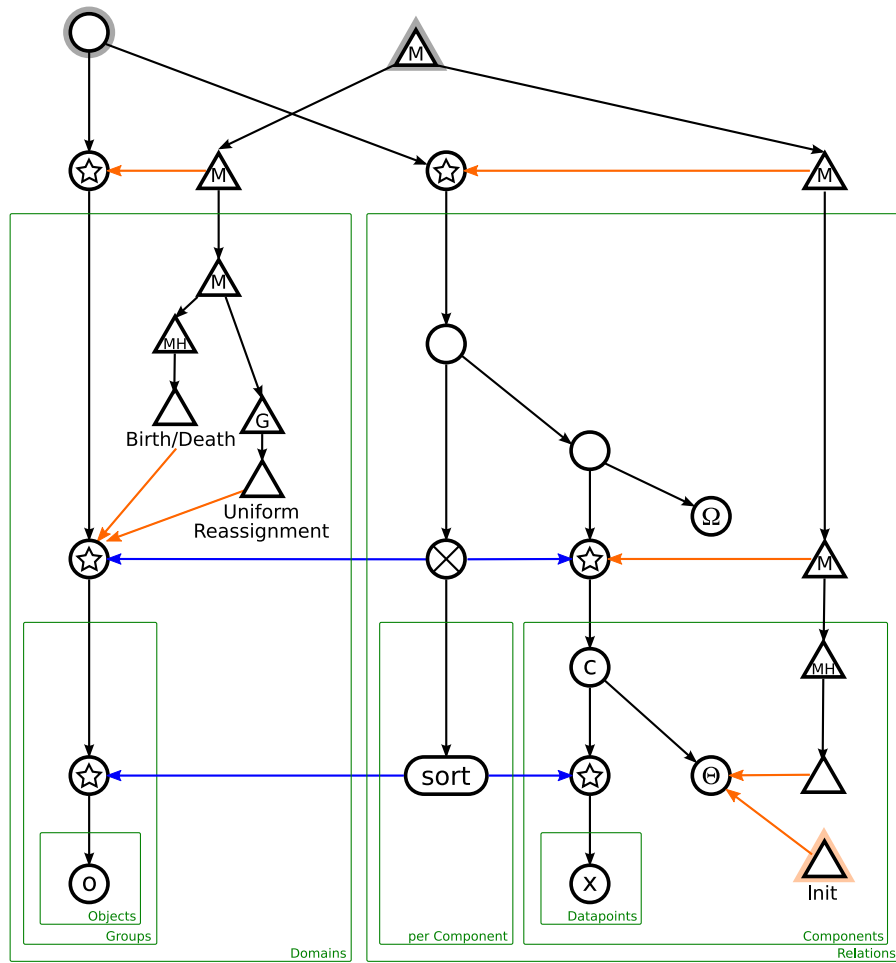 M
M
M
M
MH
G
Birth/Death
Uniform
Reassignment
Ω
M
C
MH
sort
Θ
o
x
Init
Objects
Datapoints
Groups
per Component
Components
Domains
Relations